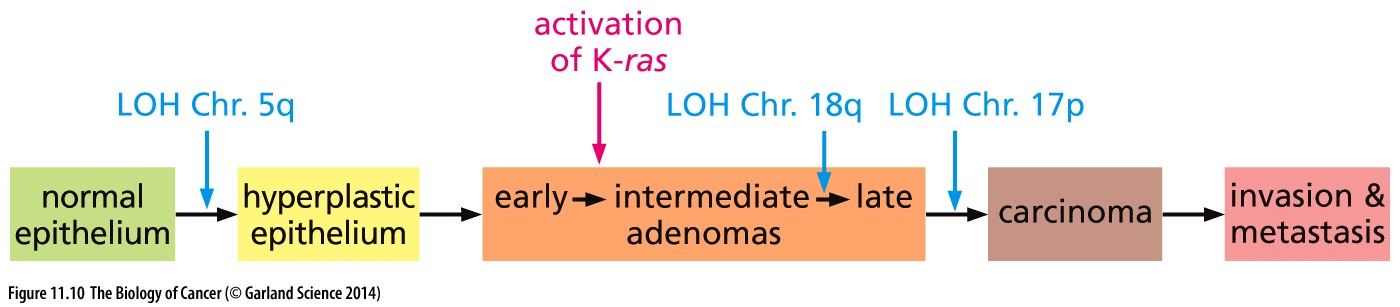 activation
of K-ras
LOH Chr. 5q
LOH Chr. 18q
LOH Chr. 17p
normal
epithelium
hyperplastic
epithelium
early intermediate late
adenomas
carcinoma
invasion &
metastasis
Figure 11.10 The Biology of Cancer (© Garland Science 2014)